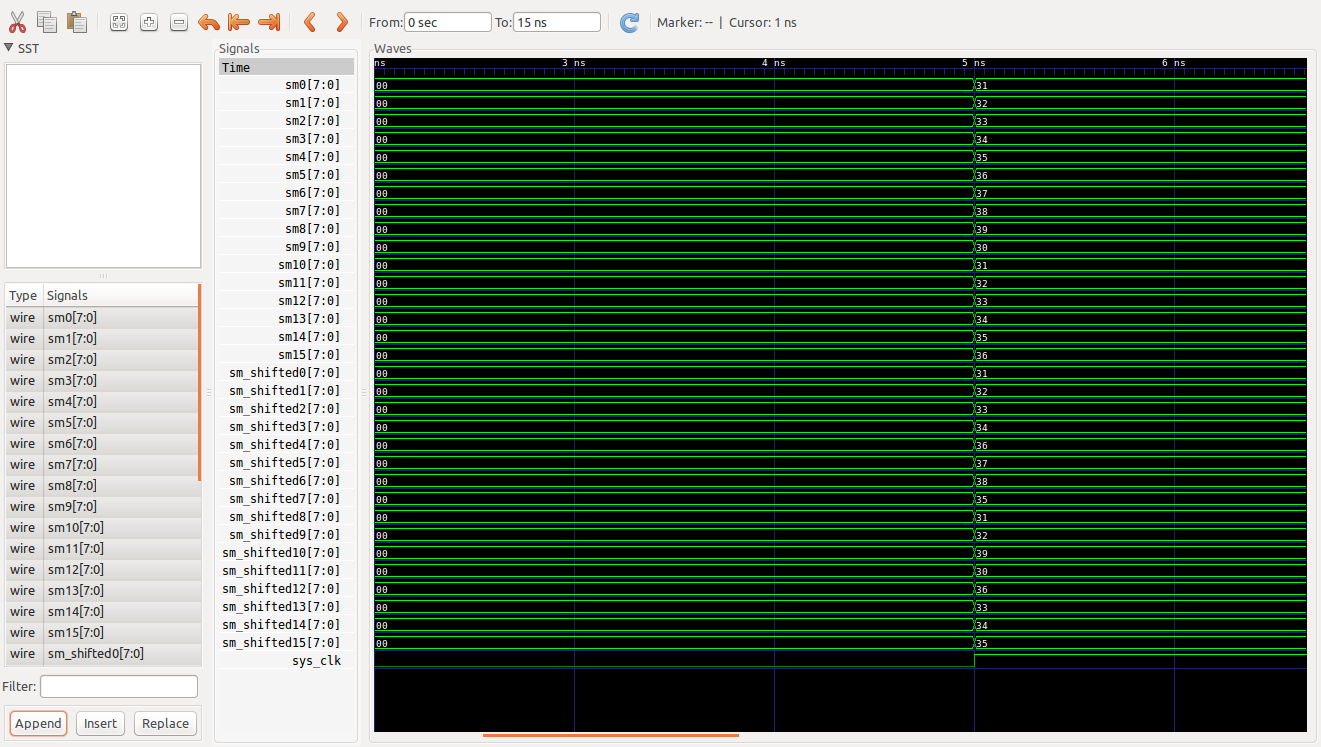 From: 0 sec To: 15 ns Marker: -- | Cursor: 1 ns
SST
Type Signals
wire sm0[7:0]
wire sm1[7:0]
wire sm2[7:0]
wire sm3[7:0]
wire sm4[7:0]
wire sm5[7:0]
wire sm6[7:0]
wire sm7[7:0]
wire sm8[7:0]
wire sm9[7:0]
wire sm10[7:0]
wire sm11[7:0]
wire sm12[7:0]
wire sm13[7:0]
wire sm14[7:0]
wire sm15[7:0]
wire sm_shifted0[7:0]
Filter:
Append Insert Replace
Signals
Waves
Time
ns 3 ns 4 ns 5 ns 6 ns
sm0[7:0] 00 31
sm1[7:0] 00 32
sm2[7:0] 00 33
sm3[7:0] 00 34
sm4[7:0] 00 35
sm5[7:0] 00 36
sm6[7:0] 00 37
sm7[7:0] 00 38
sm8[7:0] 00 39
sm9[7:0] 00 30
sm10[7:0] 00 31
sm11[7:0] 00 32
sm12[7:0] 00 33
sm13[7:0] 00 34
sm14[7:0] 00 35
sm15[7:0] 00 36
sm_shifted0[7:0] 00 31
sm_shifted1[7:0] 00 32
sm_shifted2[7:0] 00 33
sm_shifted3[7:0] 00 34
sm_shifted4[7:0] 00 36
sm_shifted5[7:0] 00 37
sm_shifted6[7:0] 00 38
sm_shifted7[7:0] 00 35
sm_shifted8[7:0] 00 31
sm_shifted9[7:0] 00 32
sm_shifted10[7:0] 00 39
sm_shifted11[7:0] 00 30
sm_shifted12[7:0] 00 36
sm_shifted13[7:0] 00 33
sm_shifted14[7:0] 00 34
sm_shifted15[7:0] 00 35
sys_clk